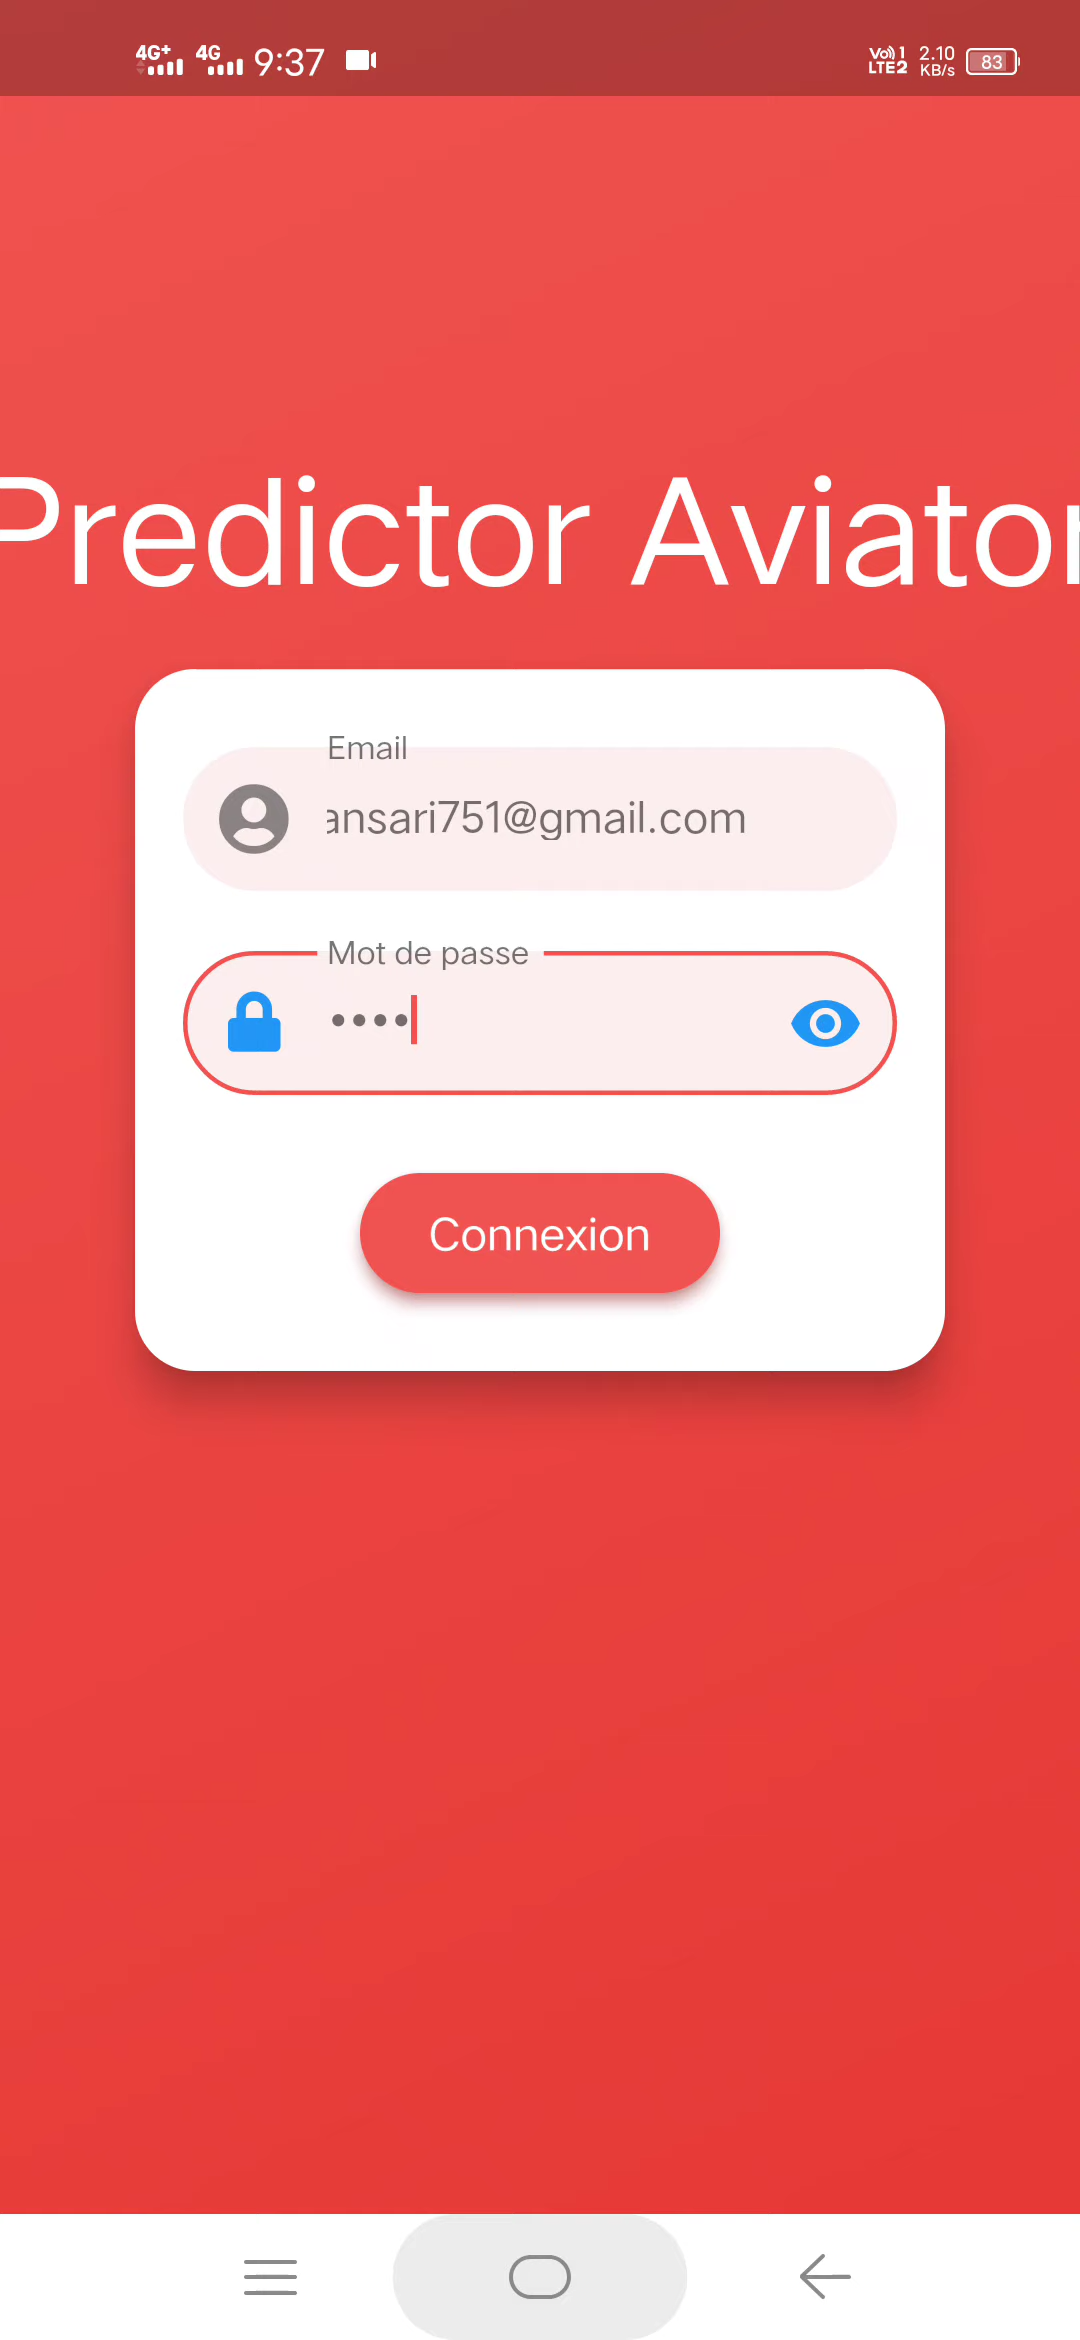 4G+ 4G 9:37 Vo) 1 LTE2 2.10 KB/s 83
Predictor Aviator
Email
ansari751@gmail.com
Mot de passe
••••
Connexion